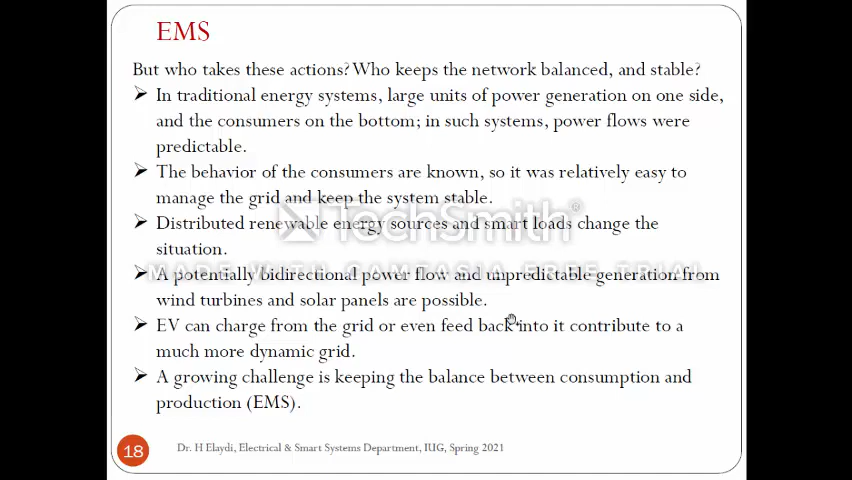 EMS
But who takes these actions? Who keeps the network balanced, and stable?
In traditional energy systems, large units of power generation on one side,
and the consumers on the bottom; in such systems, power flows were
predictable.
The behavior of the consumers are known, so it was relatively easy to
manage the grid and keep the system stable.
TechSmith®
Distributed renewable energy sources and smart loads change the
situation.
MADE WITH CAMTASIA FREE TRIAL
A potentially bidirectional power flow and unpredictable generation from
wind turbines and solar panels are possible.
EV can charge from the grid or even feed back into it contribute to a
much more dynamic grid.
A growing challenge is keeping the balance between consumption and
production (EMS).
18
Dr. H Elaydi, Electrical & Smart Systems Department, IUG, Spring 2021